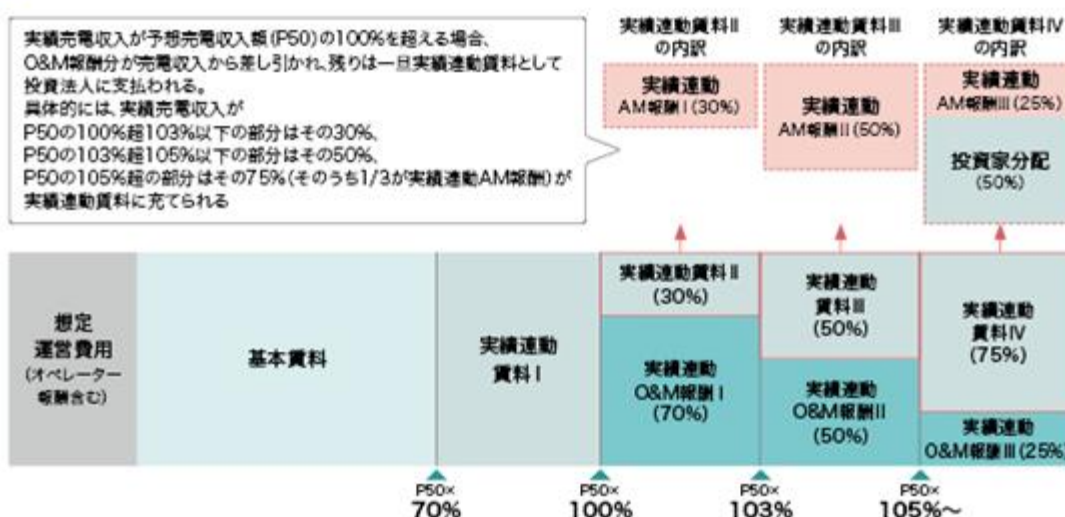 実績売電収入が予想売電収入額(P50)の100%を超える場合、
O&M報酬分が売電収入から差し引かれ、残りは一旦実績連動賃料として
投資法人に支払われる。
具体的には、実績売電収入が
P50の100%超103%以下の部分はその30%、
P50の103%超105%以下の部分はその50%、
P50の105%超の部分はその75%(そのうち1/3が実績連動AM報酬)が
実績連動賃料に充てられる
実績連動賃料II
の内訳
実績連動
AM報酬I(30%)
実績連動賃料III
の内訳
実績連動
AM報酬II(50%)
実績連動賃料IV
の内訳
実績連動
AM報酬III(25%)
投資家分配
(50%)
想定
運営費用
(オペレーター
報酬含む)
基本賃料
実績連動
賃料I
実績連動賃料II
(30%)
実績連動
O&M報酬I
(70%)
実績連動
賃料III
(50%)
実績連動
O&M報酬II
(50%)
実績連動
賃料IV
(75%)
実績連動
O&M報酬III(25%)
P50×
70%
P50×
100%
P50×
103%
P50×
105%～